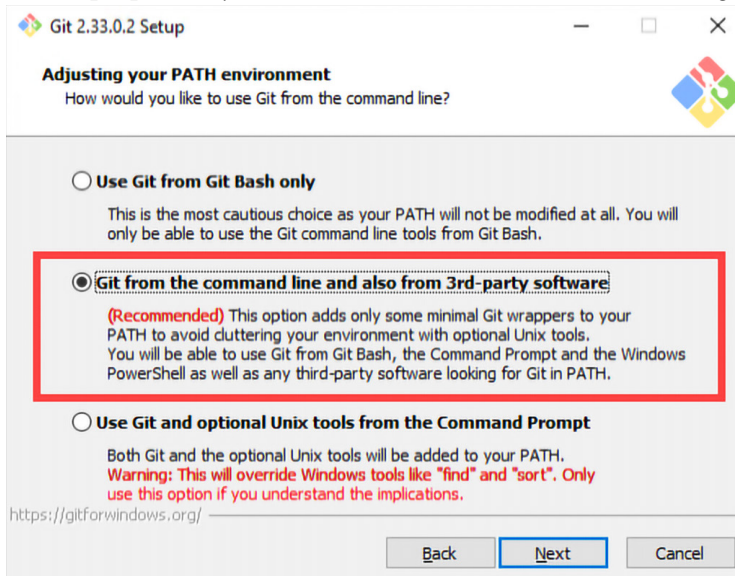 Git 2.33.0.2 Setup
Adjusting your PATH environment
How would you like to use Git from the command line?
Use Git from Git Bash only
This is the most cautious choice as your PATH will not be modified at all. You will
only be able to use the Git command line tools from Git Bash.
Git from the command line and also from 3rd-party software
(Recommended) This option adds only some minimal Git wrappers to your
PATH to avoid cluttering your environment with optional Unix tools.
You will be able to use Git from Git Bash, the Command Prompt and the Windows
PowerShell as well as any third-party software looking for Git in PATH.
Use Git and optional Unix tools from the Command Prompt
Both Git and the optional Unix tools will be added to your PATH.
Warning: This will override Windows tools like "find" and "sort". Only
use this option if you understand the implications.
https://gitforwindows.org/
Back Next Cancel